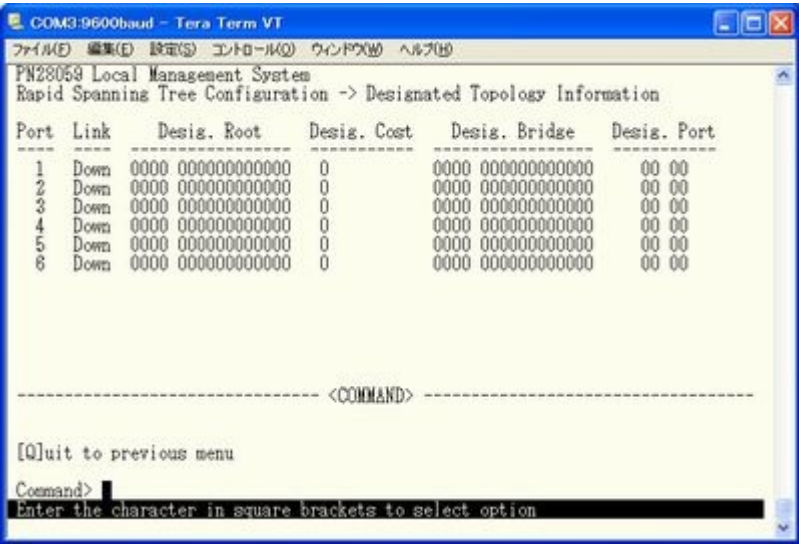 COM3:9600baud - Tera Term VT
ファイル(F) 編集(E) 設定(S) コントロール(O) ウィンドウ(W) ヘルプ(H)
PN28059 Local Management System
Rapid Spanning Tree Configuration -> Designated Topology Information
Port Link Desig. Root Desig. Cost Desig. Bridge Desig. Port
---- ---- ----------------- ----------- ----------------- -----------
1 Down 0000 000000000000 0 0000 000000000000 00 00
2 Down 0000 000000000000 0 0000 000000000000 00 00
3 Down 0000 000000000000 0 0000 000000000000 00 00
4 Down 0000 000000000000 0 0000 000000000000 00 00
5 Down 0000 000000000000 0 0000 000000000000 00 00
6 Down 0000 000000000000 0 0000 000000000000 00 00
-------------------------------- <COMMAND> -----------------------------------
[Q]uit to previous menu
Command>
Enter the character in square brackets to select option